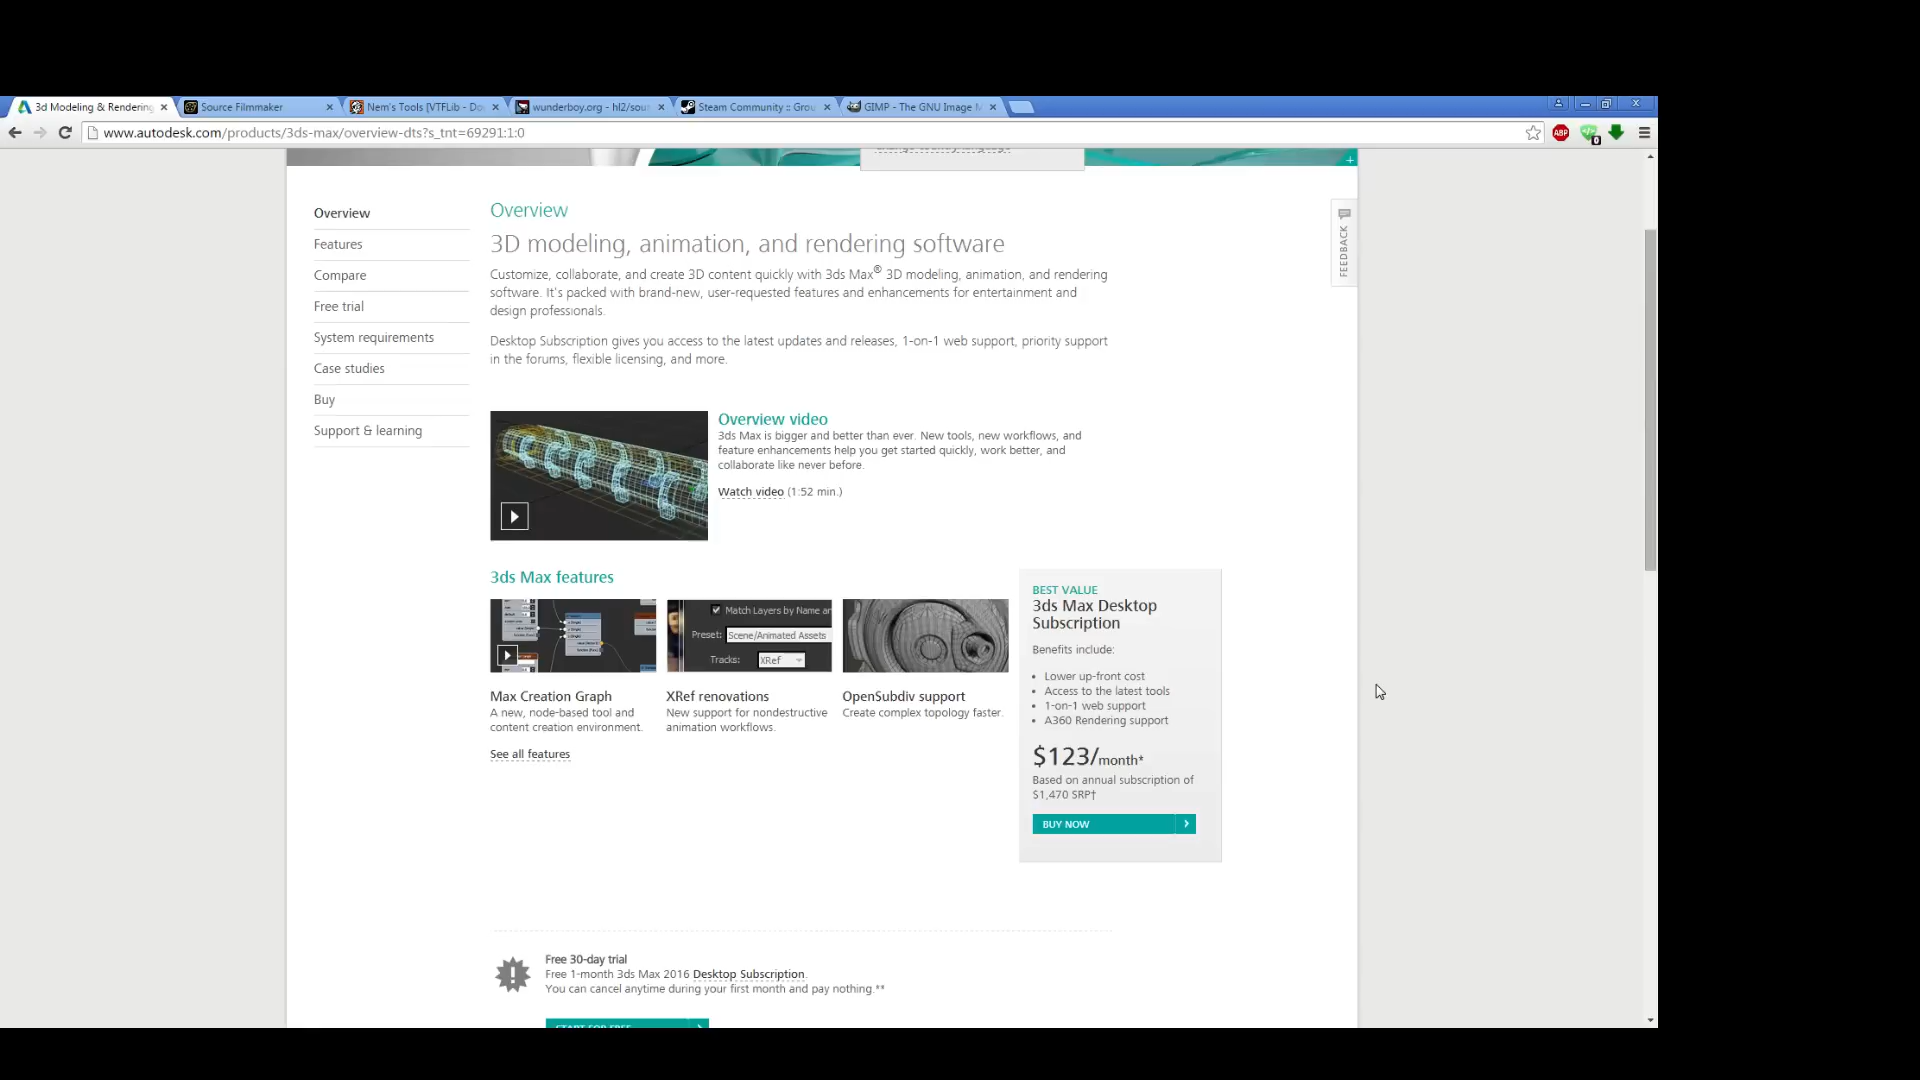 3d Modeling & Rendering
Source Filmmaker
Nem's Tools [VTFLib - Do
wunderboy.org - hl2/sou
Steam Community :: Grou
GIMP - The GNU Image M
www.autodesk.com/products/3ds-max/overview-dts?s_tnt=69291:1:0
ABP
0
Overview
Features
Compare
Free trial
System requirements
Case studies
Buy
Support & learning
Overview
3D modeling, animation, and rendering software
Customize, collaborate, and create 3D content quickly with 3ds Max® 3D modeling, animation, and rendering
software. It's packed with brand-new, user-requested features and enhancements for entertainment and
design professionals.
Desktop Subscription gives you access to the latest updates and releases, 1-on-1 web support, priority support
in the forums, flexible licensing, and more.
FEEDBACK
Overview video
3ds Max is bigger and better than ever. New tools, new workflows, and
feature enhancements help you get started quickly, work better, and
collaborate like never before.
Watch video (1:52 min.)
3ds Max features
Match Layers by Name an
Preset: Scene/Animated Assets
Tracks: XRef
Max Creation Graph
A new, node-based tool and
content creation environment.
XRef renovations
New support for nondestructive
animation workflows.
OpenSubdiv support
Create complex topology faster.
See all features
BEST VALUE
3ds Max Desktop
Subscription
Benefits include:
• Lower up-front cost
• Access to the latest tools
• 1-on-1 web support
• A360 Rendering support
$123/month*
Based on annual subscription of
$1,470 SRP†
BUY NOW
Free 30-day trial
Free 1-month 3ds Max 2016 Desktop Subscription.
You can cancel anytime during your first month and pay nothing.**
START FOR FREE